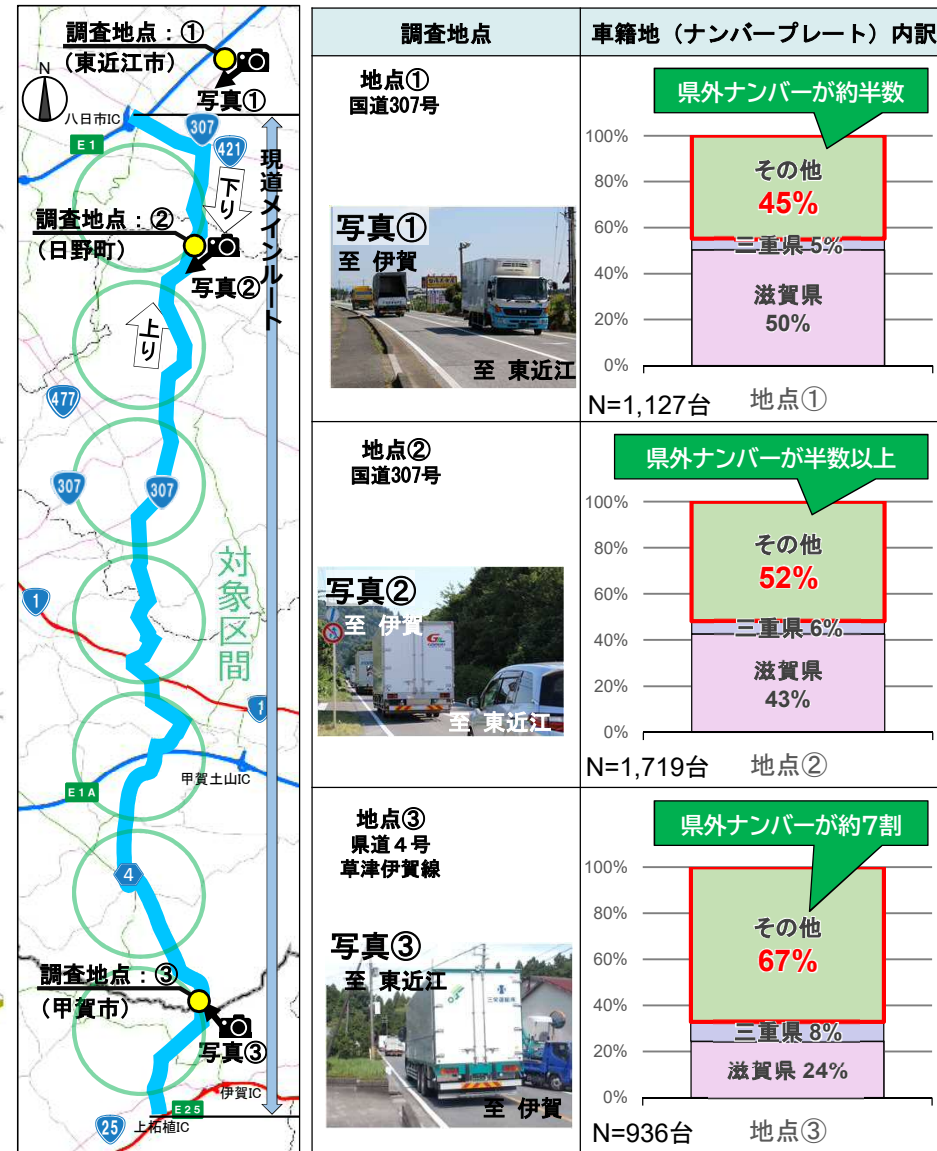 調査地点：①
（東近江市）
N
写真①
八日市IC
E1
307
421
現道メインルート
下り
調査地点：②
（日野町）
写真②
上り
477
307
307
対象区間
1
1
甲賀土山IC
E1A
4
調査地点：③
（甲賀市）
写真③
伊賀IC
E25
25
上柘植IC
調査地点
車籍地（ナンバープレート）内訳
地点①
国道307号
写真①
至 伊賀
至 東近江
県外ナンバーが約半数
100%
80%
60%
40%
20%
0%
その他
45%
三重県 5%
滋賀県
50%
N=1,127台
地点①
地点②
国道307号
写真②
至 伊賀
至 東近江
県外ナンバーが半数以上
100%
80%
60%
40%
20%
0%
その他
52%
三重県 6%
滋賀県
43%
N=1,719台
地点②
地点③
県道４号
草津伊賀線
写真③
至 東近江
至 伊賀
県外ナンバーが約7割
100%
80%
60%
40%
20%
0%
その他
67%
三重県 8%
滋賀県 24%
N=936台
地点③